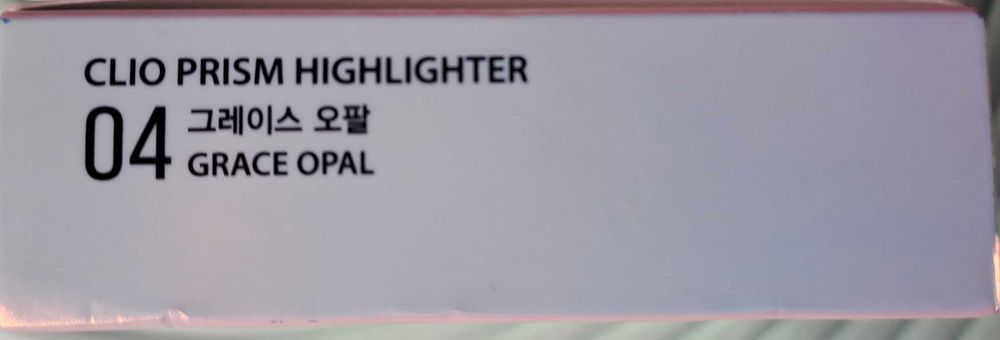 CLIO PRISM HIGHLIGHTER
04 그레이스 오팔
GRACE OPAL